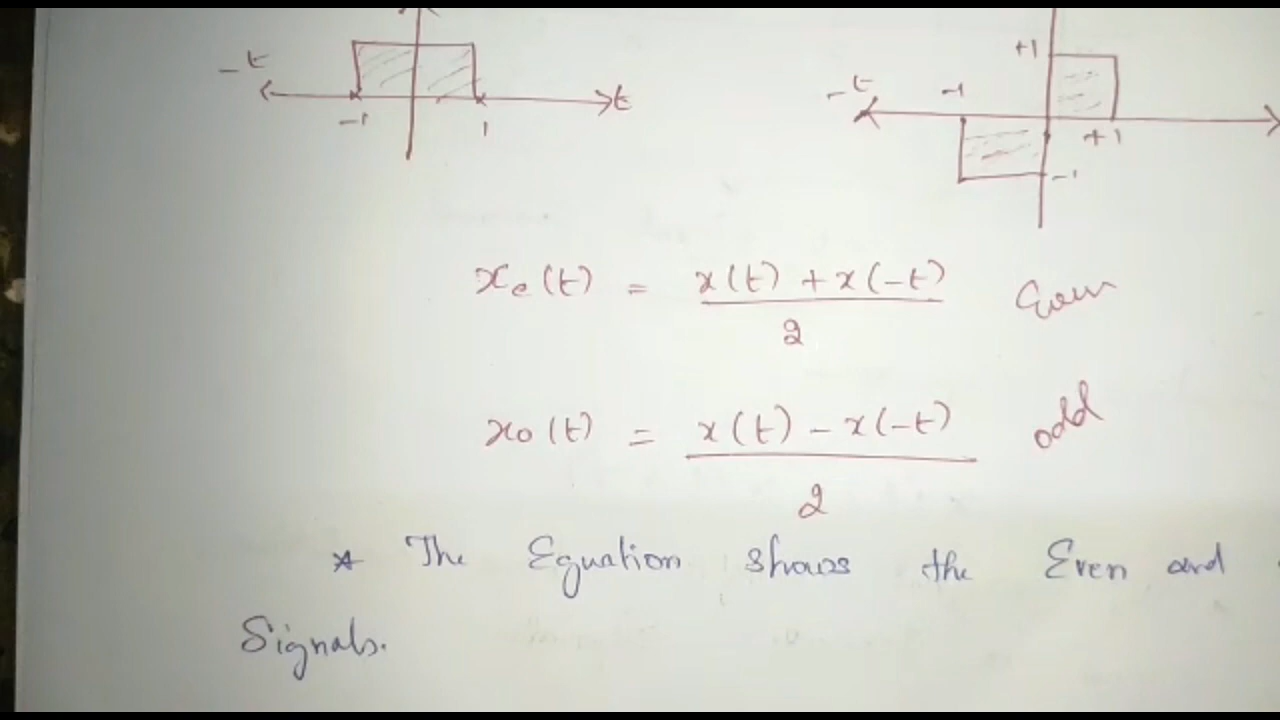 -t -1 1 t
+1 -t -1 +1 -1
xe(t) = x(t) + x(-t) / 2 Even
xo(t) = x(t) - x(-t) / 2 odd
* The Equation shows the Even and
Signals.